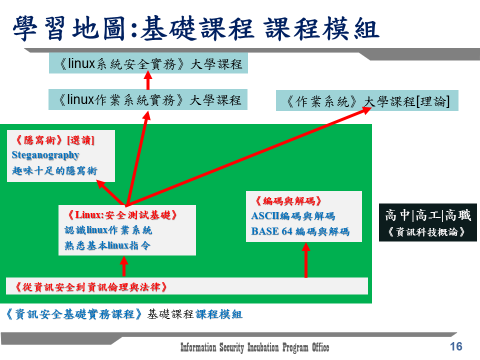 學習地圖:基礎課程 課程模組
《linux系統安全實務》大學課程
《linux作業系統實務》大學課程
《作業系統》大學課程[理論]
《隱寫術》[選讀]
Steganography
趣味十足的隱寫術
《Linux:安全測試基礎》
認識linux作業系統
熟悉基本linux指令
《編碼與解碼》
ASCII編碼與解碼
BASE 64 編碼與解碼
高中|高工|高職
《資訊科技概論》
《從資訊安全到資訊倫理與法律》
《資訊安全基礎實務課程》基礎課程課程模組
Information Security Incubation Program Office
16